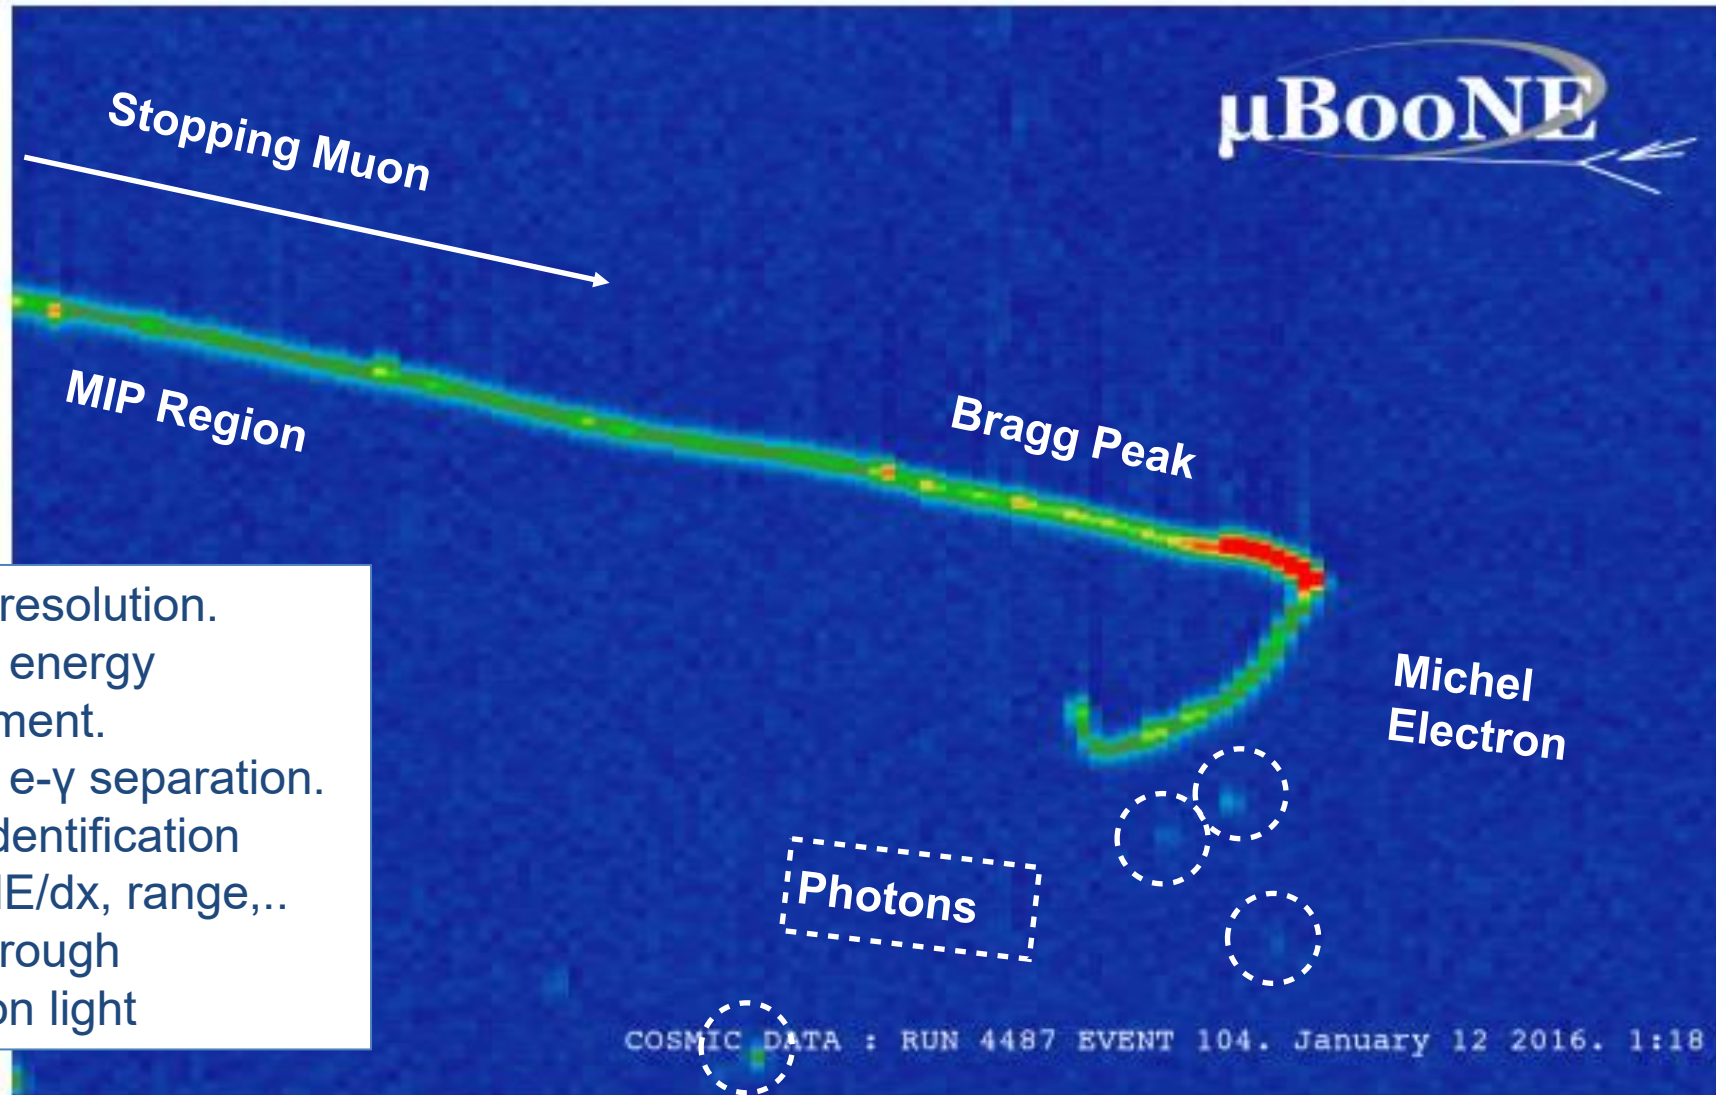 µBooNE
Stopping Muon
MIP Region
Bragg Peak
resolution.
energy
ment.
e-γ separation.
dentification
E/dx, range,..
rough
on light
Michel
Electron
Photons
COSMIC DATA : RUN 4487 EVENT 104. January 12 2016. 1:18